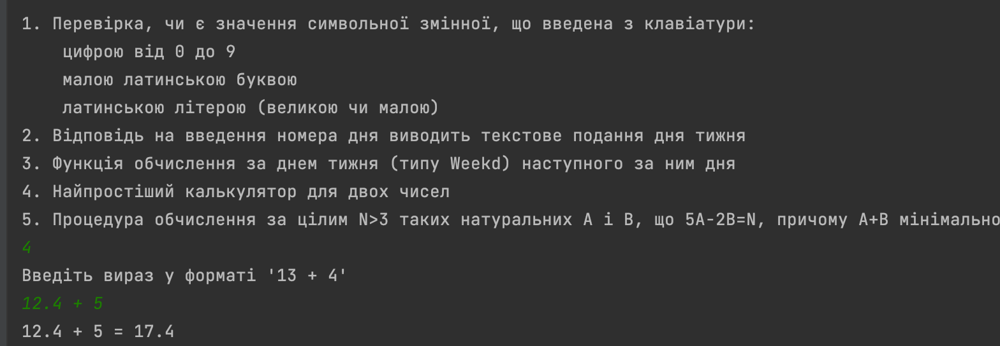 1. Перевірка, чи є значення символьної змінної, що введена з клавіатури:
цифрою від 0 до 9
малою латинською буквою
латинською літерою (великою чи малою)
2. Відповідь на введення номера дня виводить текстове подання дня тижня
3. Функція обчислення за днем тижня (типу Weekd) наступного за ним дня
4. Найпростіший калькулятор для двох чисел
5. Процедура обчислення за цілим N>3 таких натуральних A і B, що 5A-2B=N, причому A+B мінімально
4
Введіть вираз у форматі '13 + 4'
12.4 + 5
12.4 + 5 = 17.4